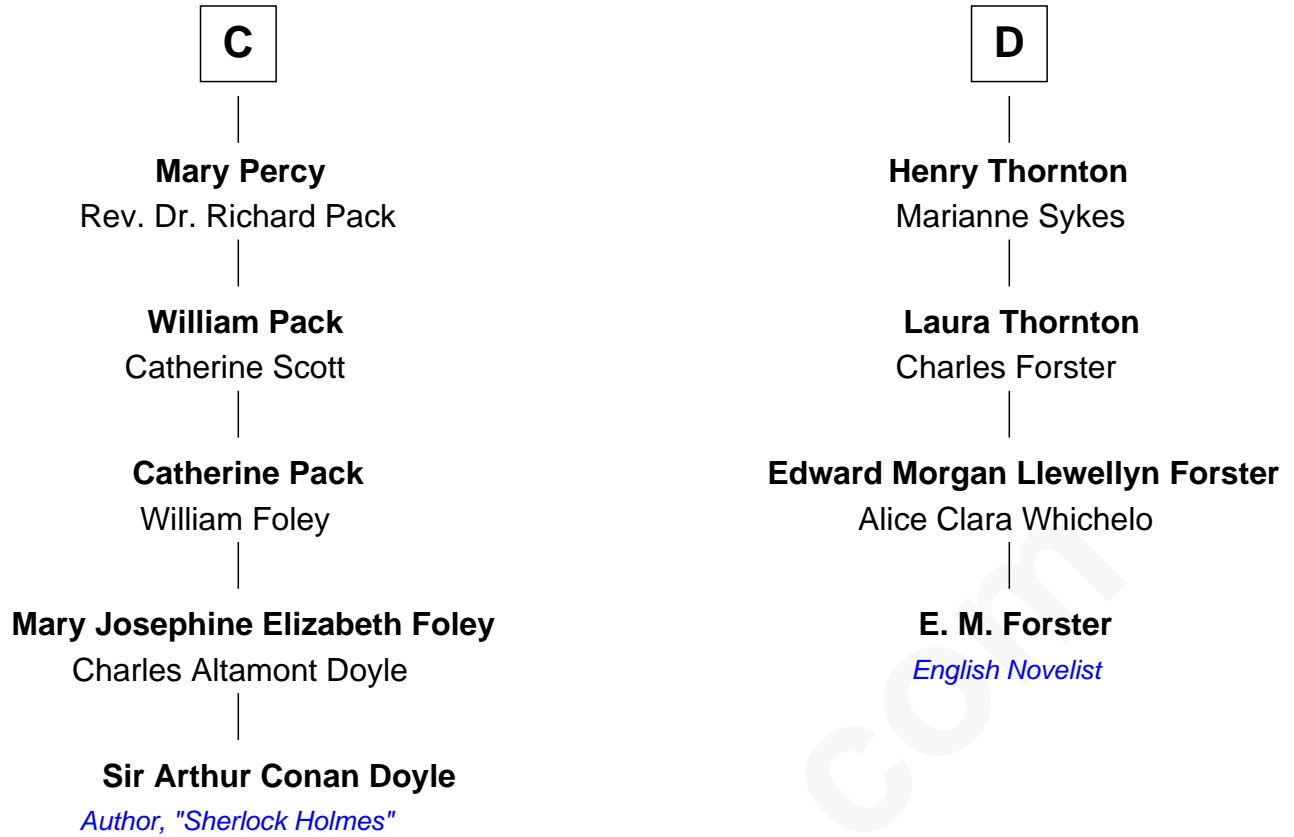 C
Mary Percy
Rev. Dr. Richard Pack
William Pack
Catherine Scott
Catherine Pack
William Foley
Mary Josephine Elizabeth Foley
Charles Altamont Doyle
Sir Arthur Conan Doyle
Author, "Sherlock Holmes"
D
Henry Thornton
Marianne Sykes
Laura Thornton
Charles Forster
Edward Morgan Llewellyn Forster
Alice Clara Whichelo
E. M. Forster
English Novelist
com